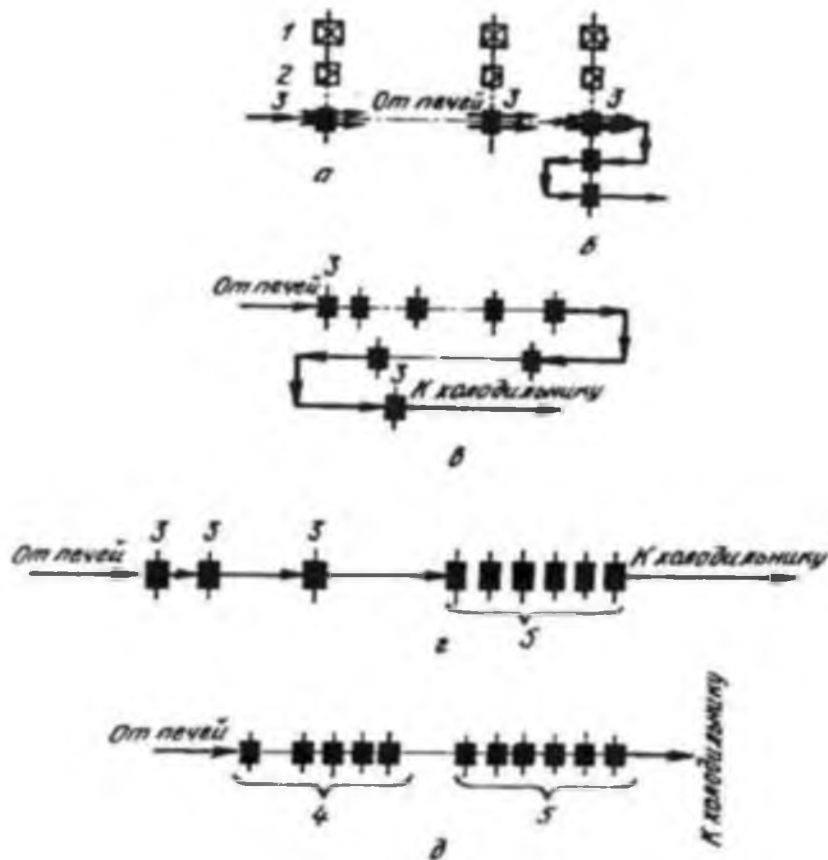 1
2
3 От печей 3 3
а
б
3
От печей
3
К холодильнику
в
3 3 3
От печей
К холодильнику
5
г
От печей
К холодильнику
4 5
д